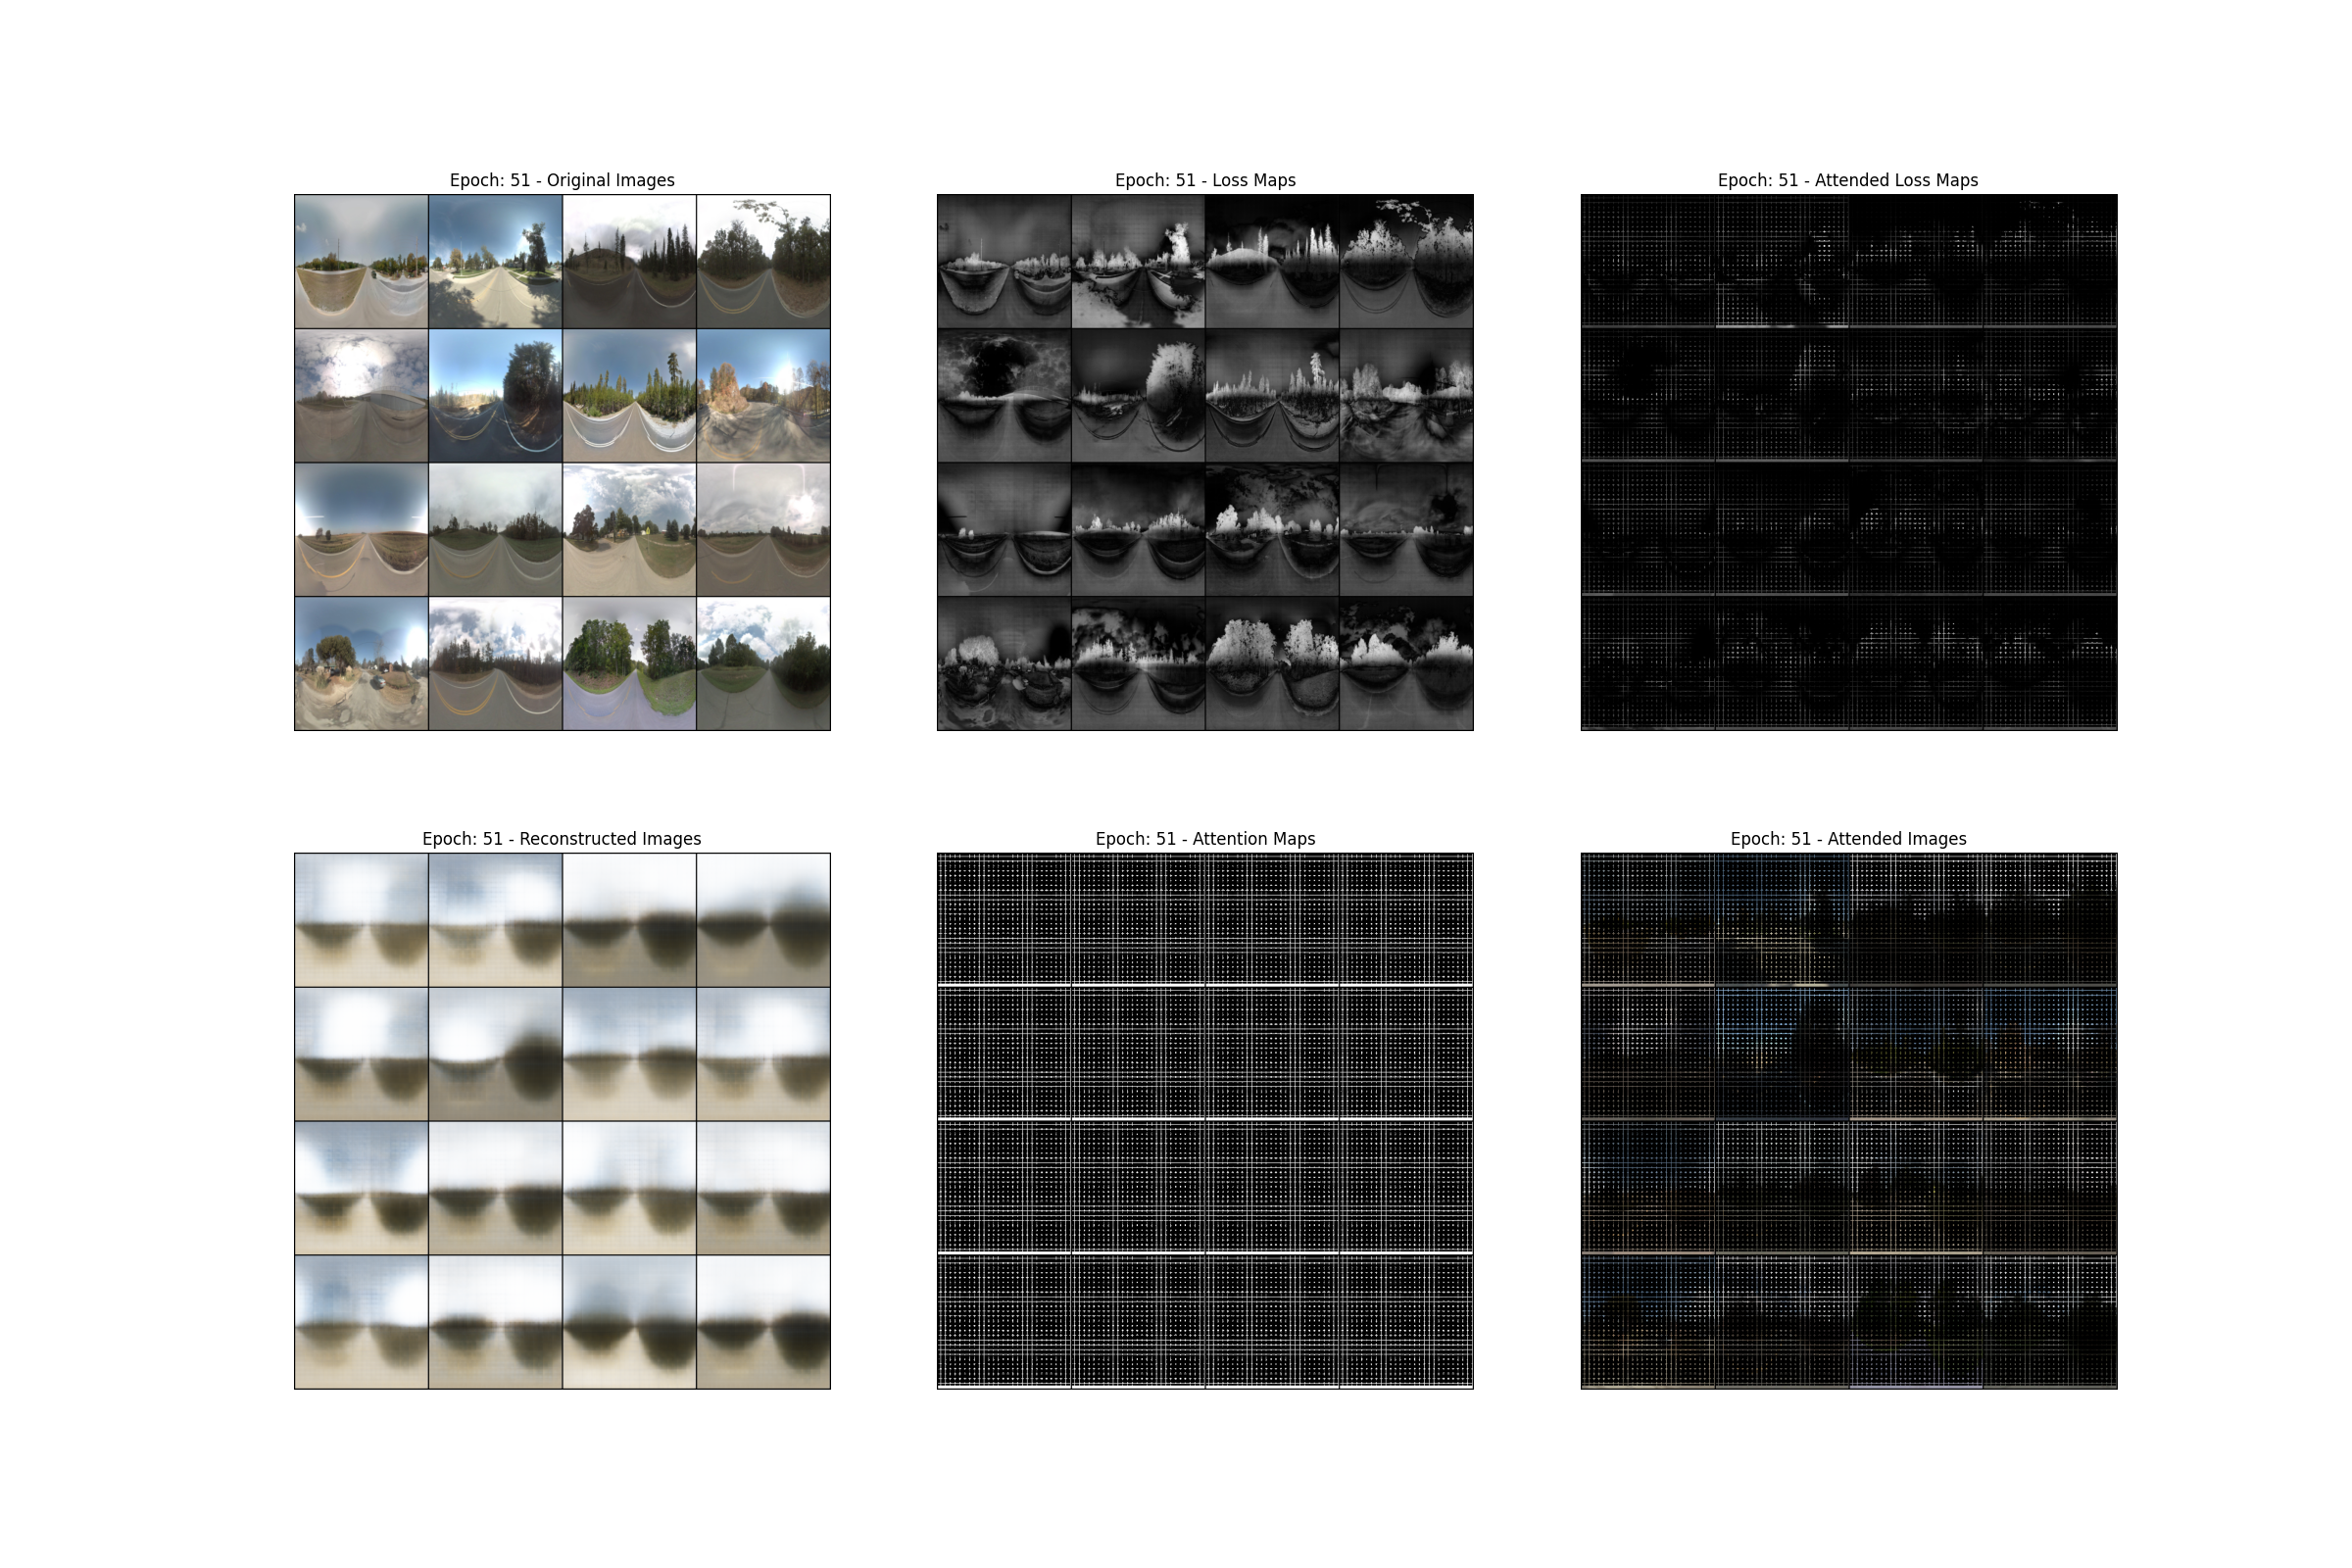 Epoch: 51 - Original Images
Epoch: 51 - Loss Maps
Epoch: 51 - Attended Loss Maps
Epoch: 51 - Reconstructed Images
Epoch: 51 - Attention Maps
Epoch: 51 - Attended Images